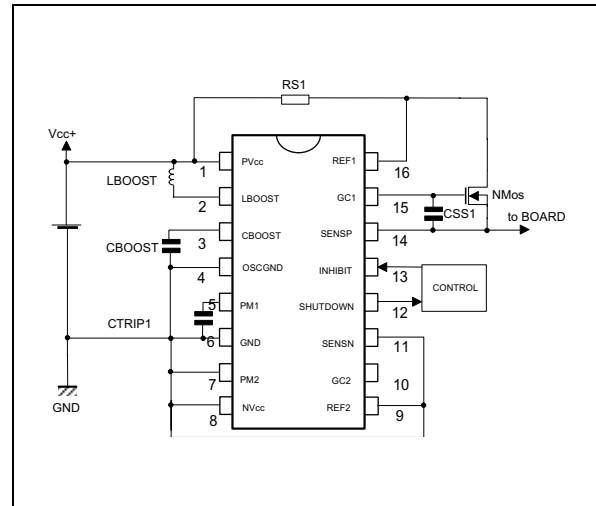 RS1
Vcc+
LBOOST
1 PVcc REF1 16
2 LBOOST GC1 15
NMos
CSS1
to BOARD
CBOOST
3 CBOOST SENSP 14
4 OSCGND INHIBIT 13
CONTROL
5 PM1 SHUTDOWN 12
CTRIP1
6 GND SENSN 11
7 PM2 GC2 10
8 NVcc REF2 9
GND